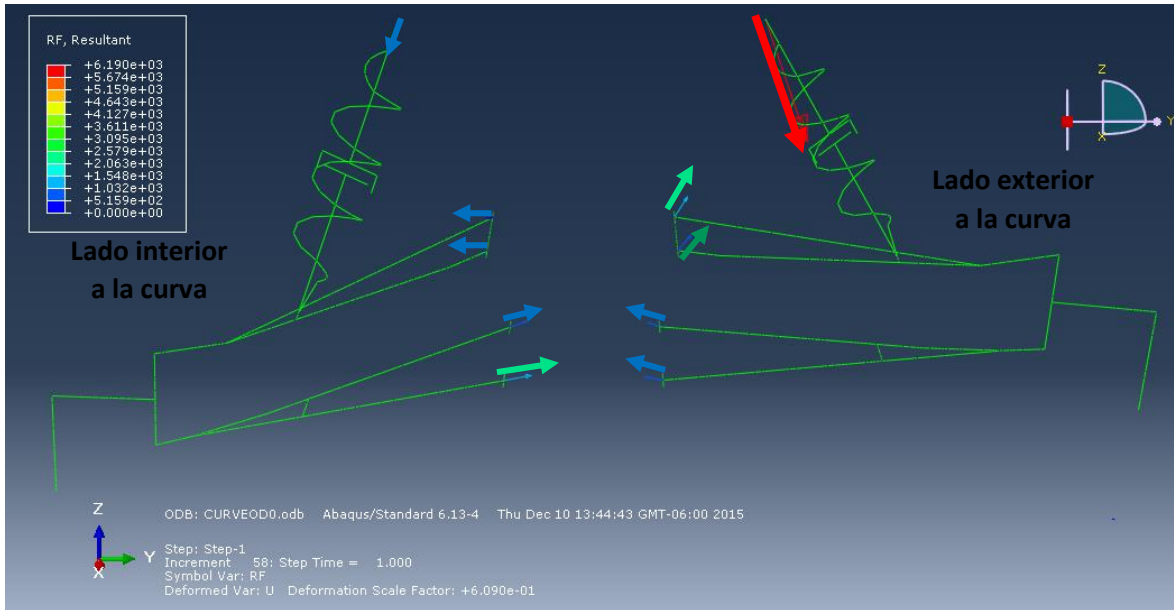 RF, Resultant
+6.190e+03
+5.674e+03
+5.159e+03
+4.643e+03
+4.127e+03
+3.611e+03
+3.095e+03
+2.579e+03
+2.063e+03
+1.548e+03
+1.032e+03
+5.159e+02
+0.000e+00
Z
Y
X
Lado exterior
a la curva
Lado interior
a la curva
Z
Y
X
ODB: CURVEOD0.odb Abaqus/Standard 6.13-4 Thu Dec 10 13:44:43 GMT-06:00 2015
Step: Step-1
Increment 58: Step Time = 1.000
Symbol Var: RF
Deformed Var: U Deformation Scale Factor: +6.090e-01